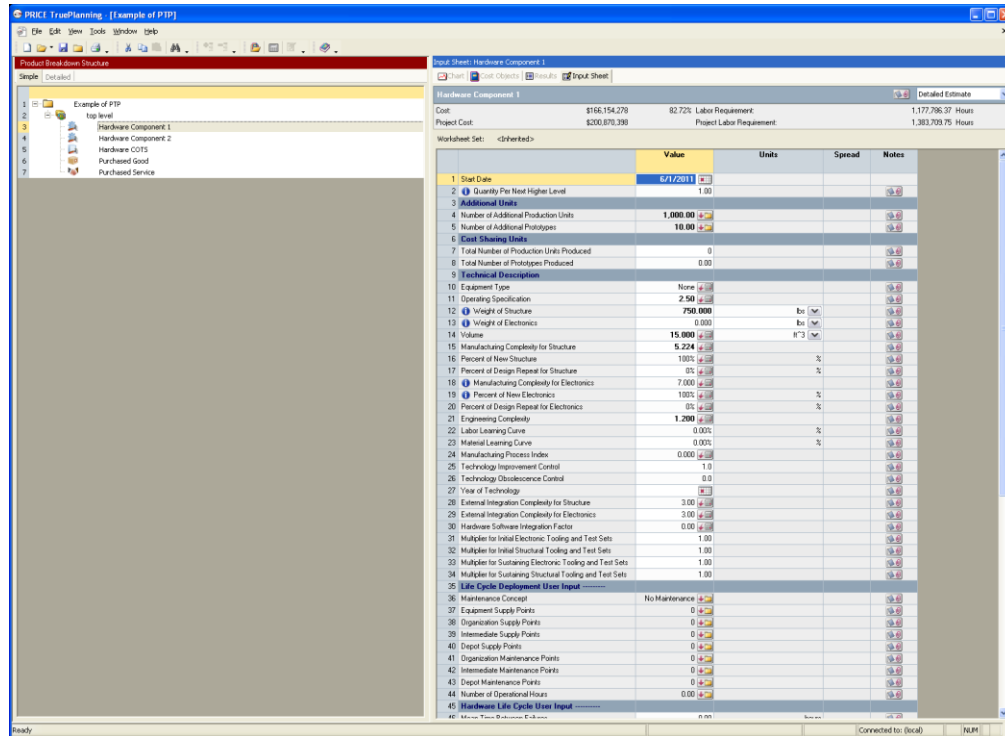 PRICE TruePlanning - [Example of PTP]
File Edit View Tools Window Help
Product Breakdown Structure
Simple Detailed
1 Example of PTP
2 top level
3 Hardware Component 1
4 Hardware Component 2
5 Hardware COTS
6 Purchased Good
7 Purchased Service
Input Sheet: Hardware Component 1
Chart Cost Objects Results Input Sheet
Hardware Component 1 Detailed Estimate
Cost: $166,154,278 82.72% Labor Requirement: 1,177,786.37 Hours
Project Cost: $200,870,398 Project Labor Requirement: 1,383,709.75 Hours
Worksheet Set: <Inherited>
Value Units Spread Notes
1 Start Date 6/1/2011
2 Quantity Per Next Higher Level 1.00
3 Additional Units
4 Number of Additional Production Units 1,000.00
5 Number of Additional Prototypes 10.00
6 Cost Sharing Units
7 Total Number of Production Units Produced 0
8 Total Number of Prototypes Produced 0.00
9 Technical Description
10 Equipment Type None
11 Operating Specification 2.50
12 Weight of Structure 750.000 lbs
13 Weight of Electronics 0.000 lbs
14 Volume 15.000 ft^3
15 Manufacturing Complexity for Structure 5.224
16 Percent of New Structure 100% %
17 Percent of Design Repeat for Structure 0% %
18 Manufacturing Complexity for Electronics 7.000
19 Percent of New Electronics 100% %
20 Percent of Design Repeat for Electronics 0% %
21 Engineering Complexity 1.200
22 Labor Learning Curve 0.00% %
23 Material Learning Curve 0.00% %
24 Manufacturing Process Index 0.000
25 Technology Improvement Control 1.0
26 Technology Obsolescence Control 0.0
27 Year of Technology
28 External Integration Complexity for Structure 3.00
29 External Integration Complexity for Electronics 3.00
30 Hardware Software Integration Factor 0.00
31 Multiplier for Initial Electronic Tooling and Test Sets 1.00
32 Multiplier for Initial Structural Tooling and Test Sets 1.00
33 Multiplier for Sustaining Electronic Tooling and Test Sets 1.00
34 Multiplier for Sustaining Structural Tooling and Test Sets 1.00
35 Life Cycle Deployment User Input ---------
36 Maintenance Concept No Maintenance
37 Equipment Supply Points 0
38 Organization Supply Points 0
39 Intermediate Supply Points 0
40 Depot Supply Points 0
41 Organization Maintenance Points 0
42 Intermediate Maintenance Points 0
43 Depot Maintenance Points 0
44 Number of Operational Hours 0.00
45 Hardware Life Cycle User Input ---------
46 Mean Time Between Failures 0.00 hours
Ready Connected to: (local) NUM